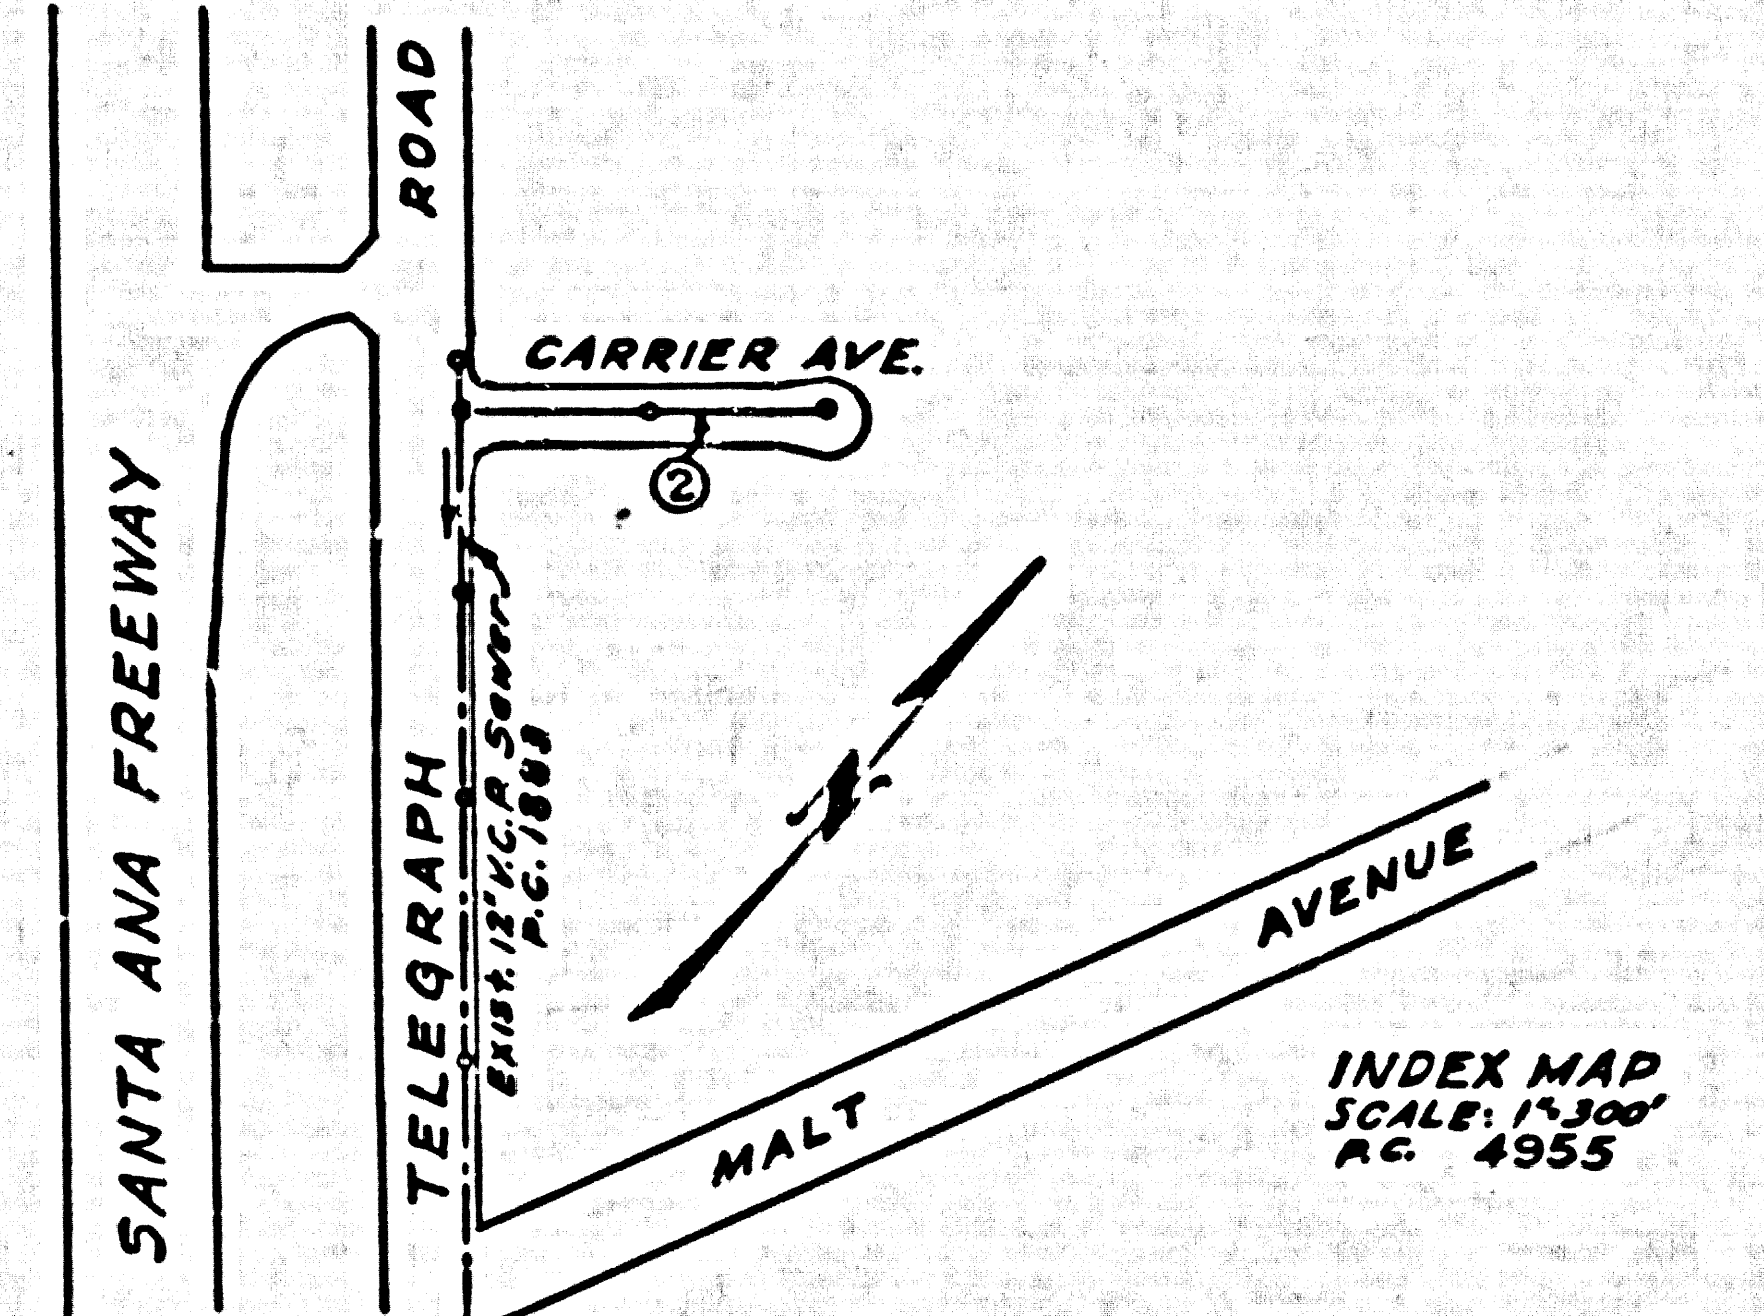 SANTA ANA FREEWAY
TELEGRAPH ROAD
CARRIER AVE.
2
Exist. 12" V.C.P. Sewer
P.C.
MALT AVENUE
INDEX MAP
SCALE: 1"=300'
P.C. 4955